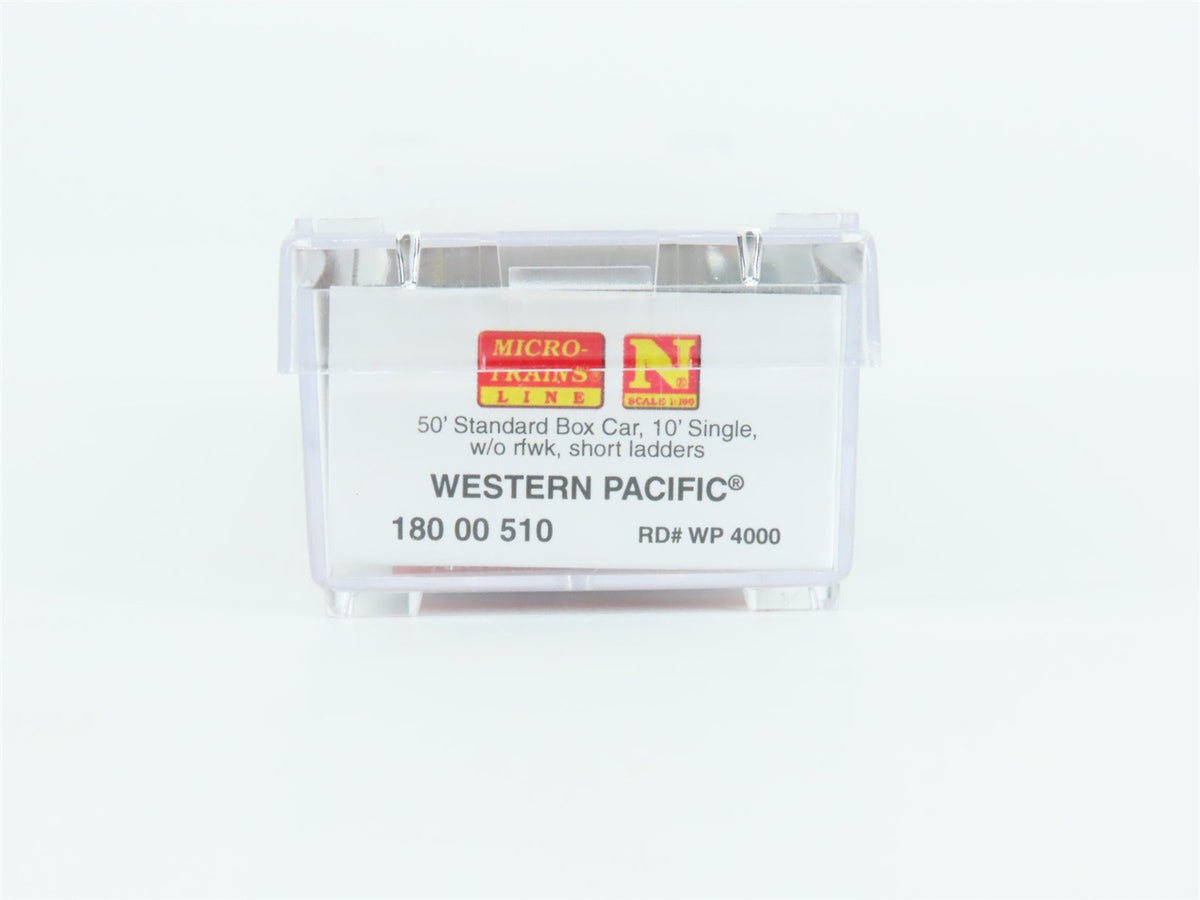 MICRO-
TRAINS®
LINE
N®
SCALE 1:160
50' Standard Box Car, 10' Single,
w/o rfwk, short ladders
WESTERN PACIFIC®
180 00 510
RD# WP 4000